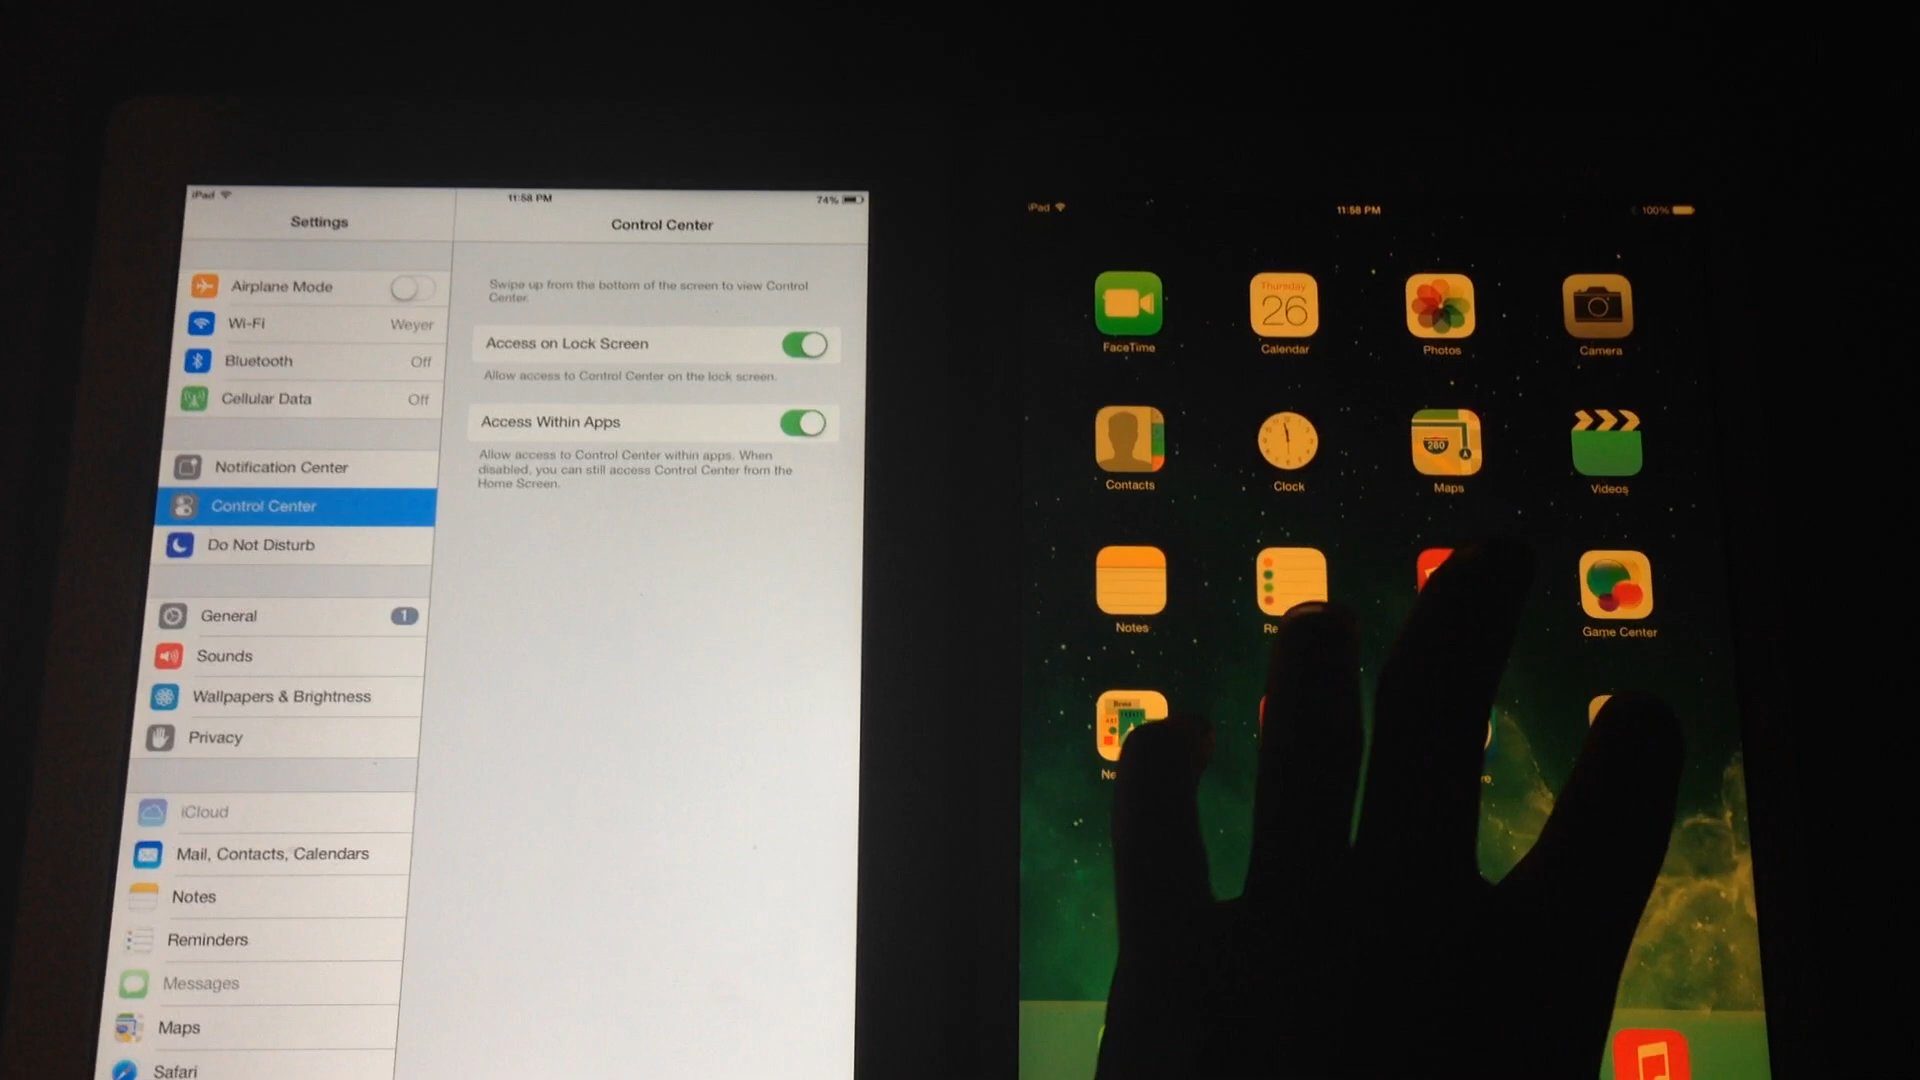 iPad
11:58 PM
74%
Settings
Control Center
Airplane Mode
Wi-Fi
Weyer
Bluetooth
Off
Cellular Data
Off
Notification Center
Control Center
Do Not Disturb
General
1
Sounds
Wallpapers & Brightness
Privacy
iCloud
Mail, Contacts, Calendars
Notes
Reminders
Messages
Maps
Safari
Swipe up from the bottom of the screen to view Control
Center.
Access on Lock Screen
Allow access to Control Center on the lock screen.
Access Within Apps
Allow access to Control Center within apps. When
disabled, you can still access Control Center from the
Home Screen.
iPad
11:58 PM
100%
Thursday
26
FaceTime
Calendar
Photos
Camera
280
Contacts
Clock
Maps
Videos
Notes
Re
Game Center
Ne
re